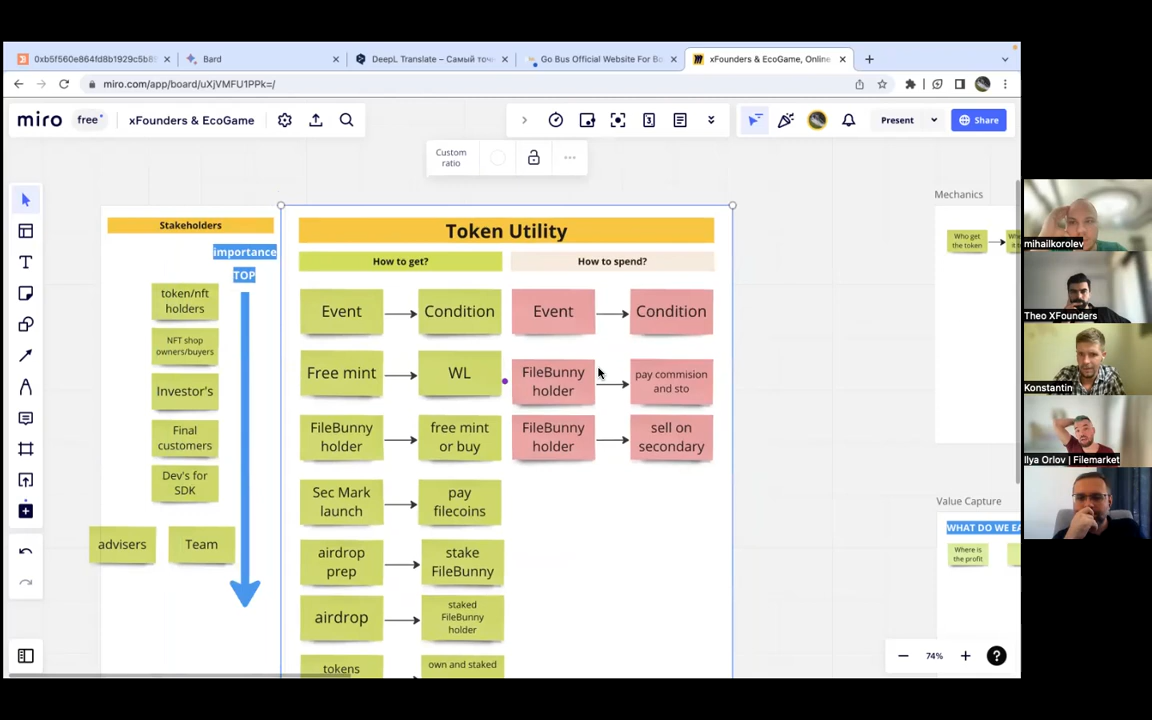 0xb5f560e864fd8b1929c5b8
Bard
DeepL Translate – Самый точ
Go Bus Official Website For Bo
xFounders & EcoGame, Online
miro.com/app/board/uXjVMFU1PPk=/
miro
free
xFounders & EcoGame
Present
Share
Custom
ratio
Stakeholders
importance
TOP
token/nft
holders
NFT shop
owners/buyers
Investor's
Final
customers
Dev's for
SDK
advisers
Team
Token Utility
How to get?
How to spend?
Event
Condition
Event
Condition
Free mint
WL
FileBunny
holder
pay commision
and sto
FileBunny
holder
free mint
or buy
FileBunny
holder
sell on
secondary
Sec Mark
launch
pay
filecoins
airdrop
prep
stake
FileBunny
airdrop
staked
FileBunny
holder
tokens
own and staked
Mechanics
Who get
the token
Value Capture
WHAT DO WE EA
Where is
the profit
74%
mihailkorolev
Theo XFounders
Konstantin
Ilya Orlov | Filemarket